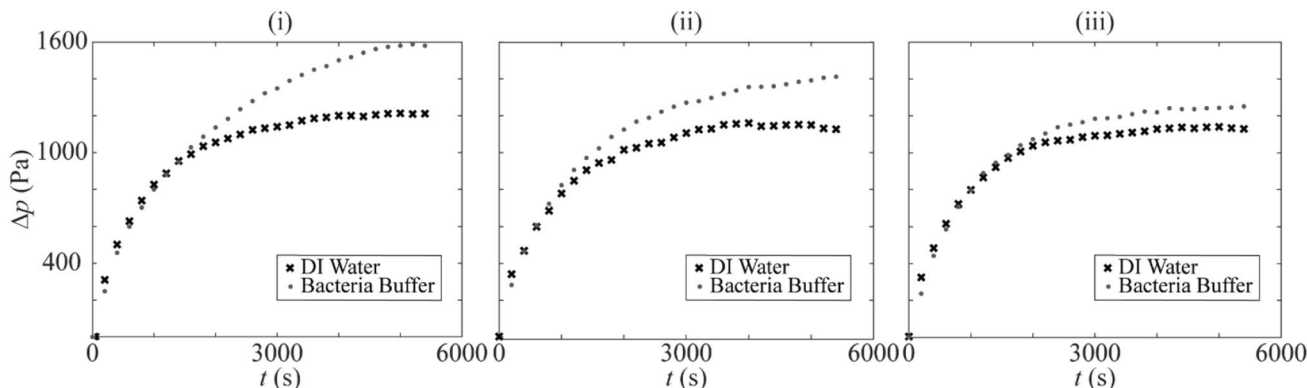 (i) (ii) (iii)
1600
1000
400
Δp (Pa)
DI Water
Bacteria Buffer
DI Water
Bacteria Buffer
DI Water
Bacteria Buffer
0 3000 6000 0 3000 6000 0 3000 6000
t (s) t (s) t (s)